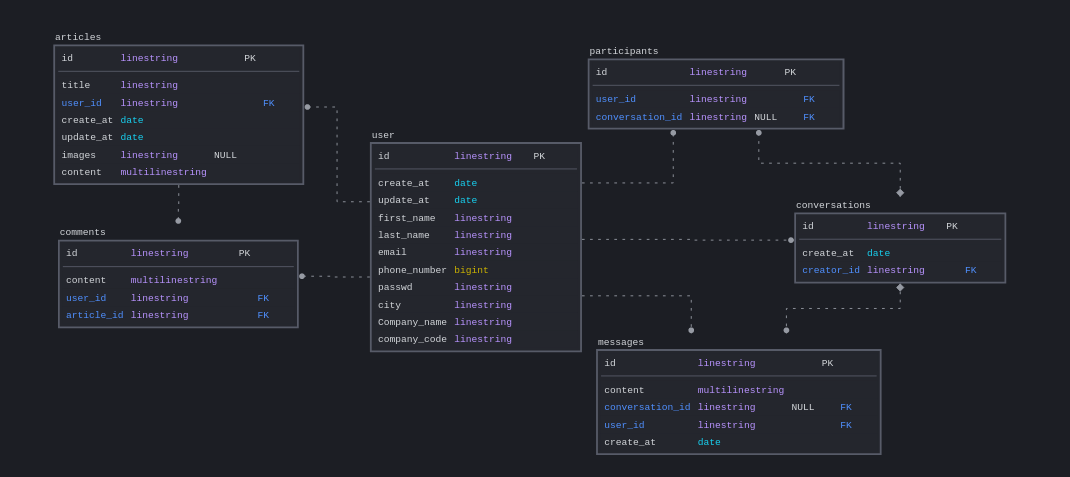 articles
id linestring PK
title linestring
user_id linestring FK
create_at date
update_at date
images linestring NULL
content multilinestring
comments
id linestring PK
content multilinestring
user_id linestring FK
article_id linestring FK
user
id linestring PK
create_at date
update_at date
first_name linestring
last_name linestring
email linestring
phone_number bigint
passwd linestring
city linestring
Company_name linestring
company_code linestring
participants
id linestring PK
user_id linestring FK
conversation_id linestring NULL FK
conversations
id linestring PK
create_at date
creator_id linestring FK
messages
id linestring PK
content multilinestring
conversation_id linestring NULL FK
user_id linestring FK
create_at date